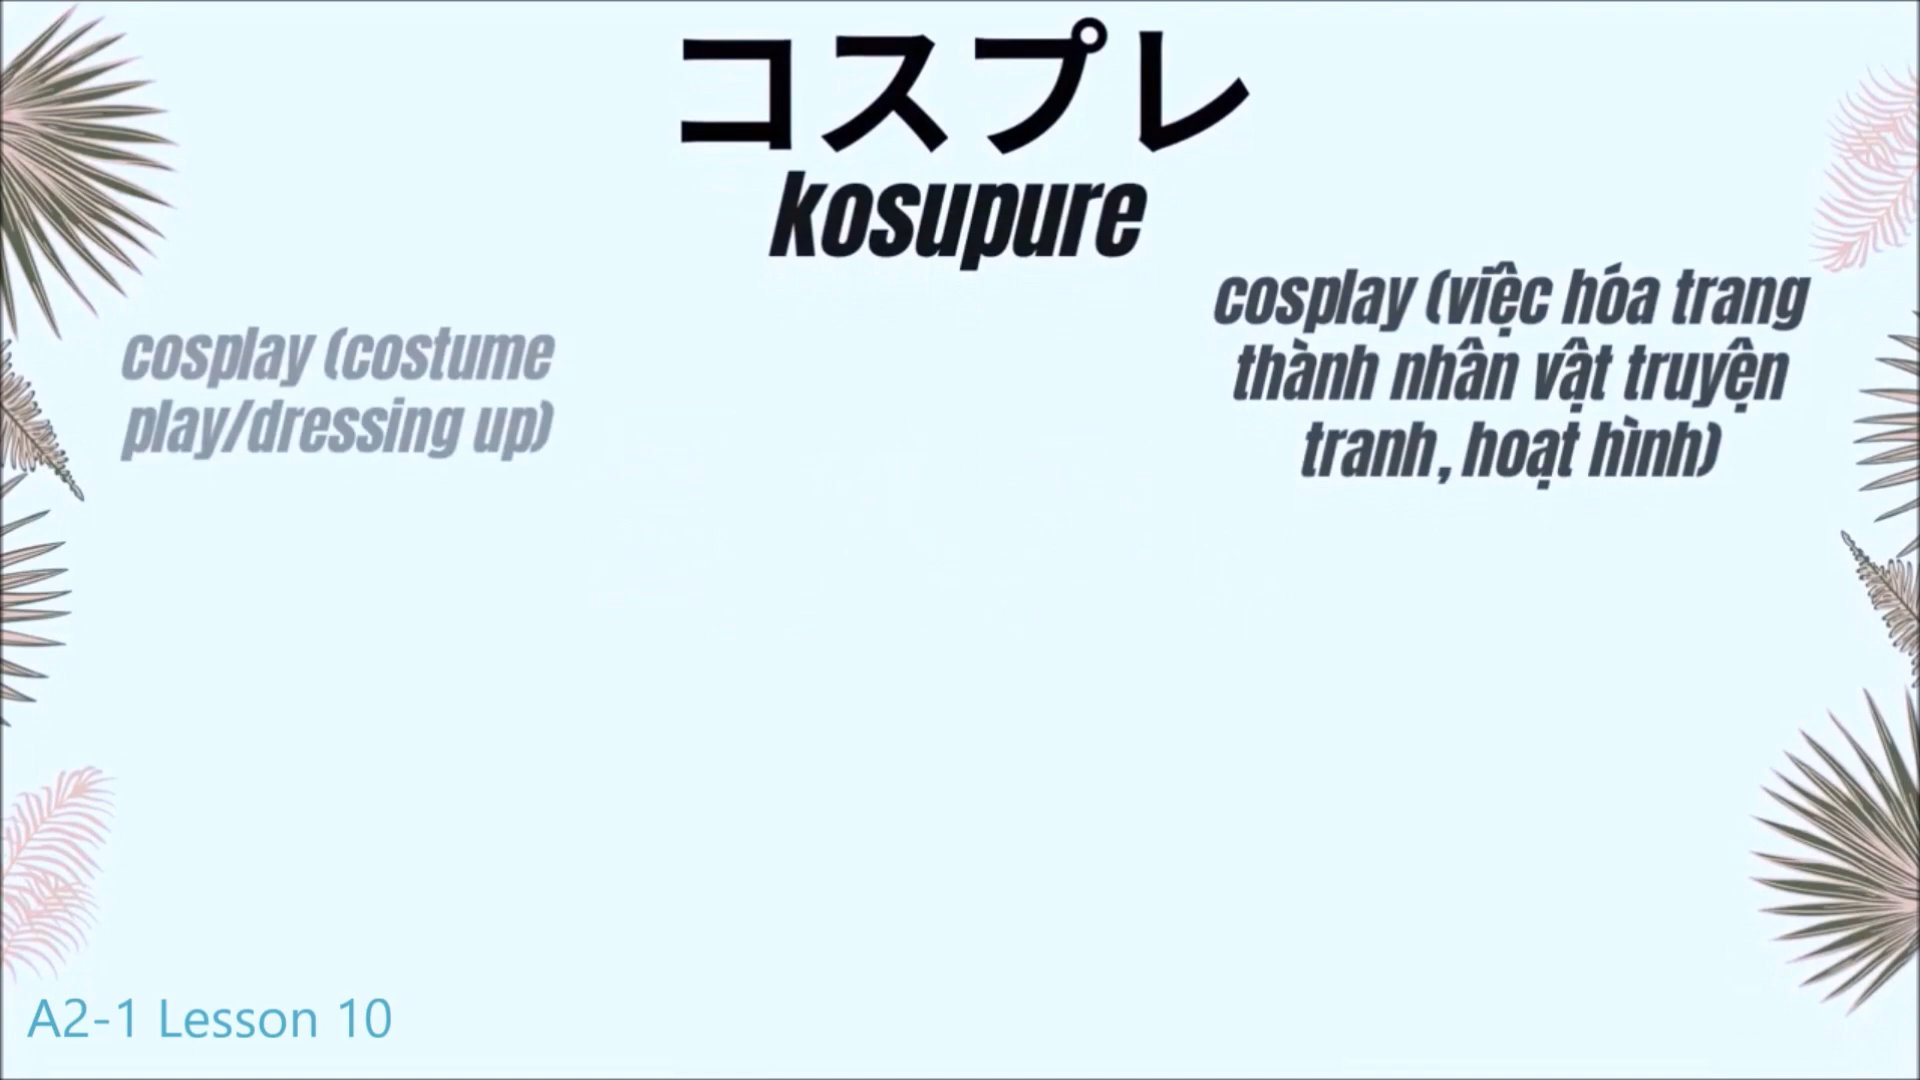 コスプレ
kosupure
cosplay (costume
play/dressing up)
cosplay (việc hóa trang
thành nhân vật truyện
tranh, hoạt hình)
A2-1 Lesson 10